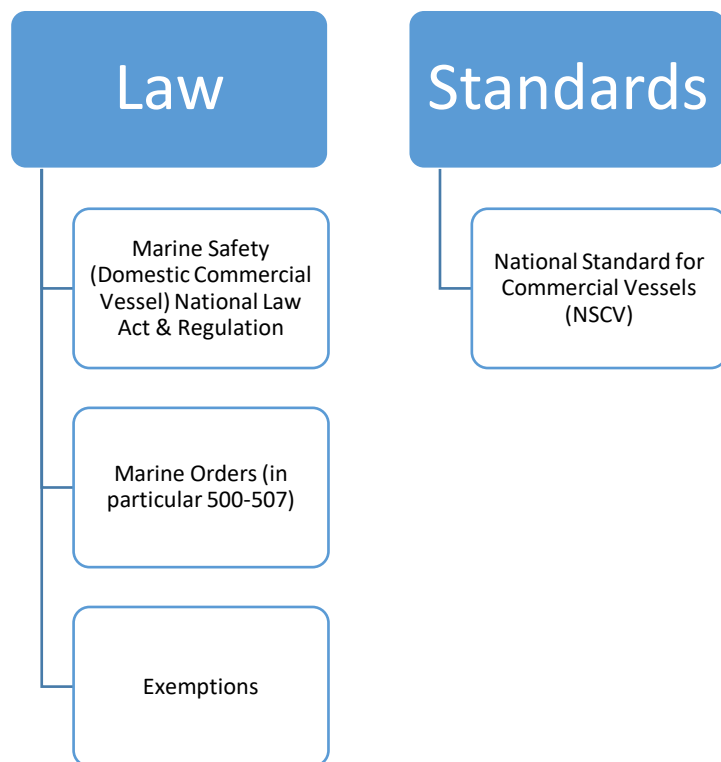 Law
Marine Safety
(Domestic Commercial
Vessel) National Law
Act & Regulation
Marine Orders (in
particular 500-507)
Exemptions
Standards
National Standard for
Commercial Vessels
(NSCV)